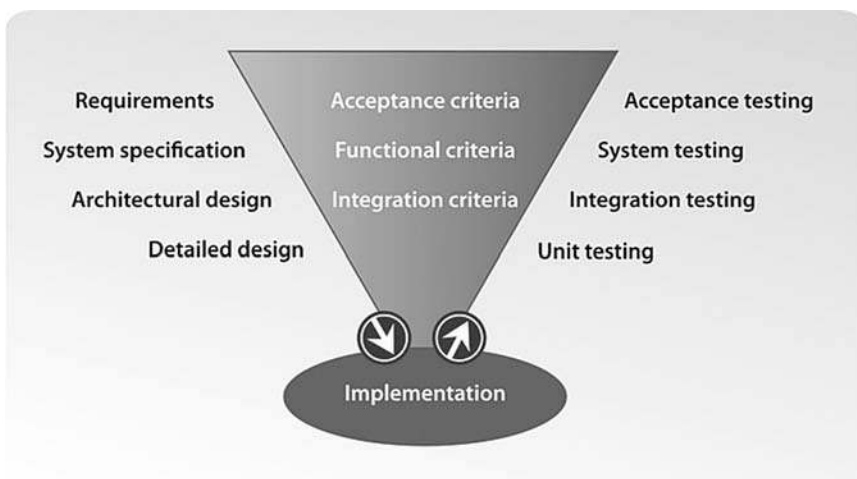 Requirements Acceptance criteria Acceptance testing
System specification Functional criteria System testing
Architectural design Integration criteria Integration testing
Detailed design Unit testing
Implementation